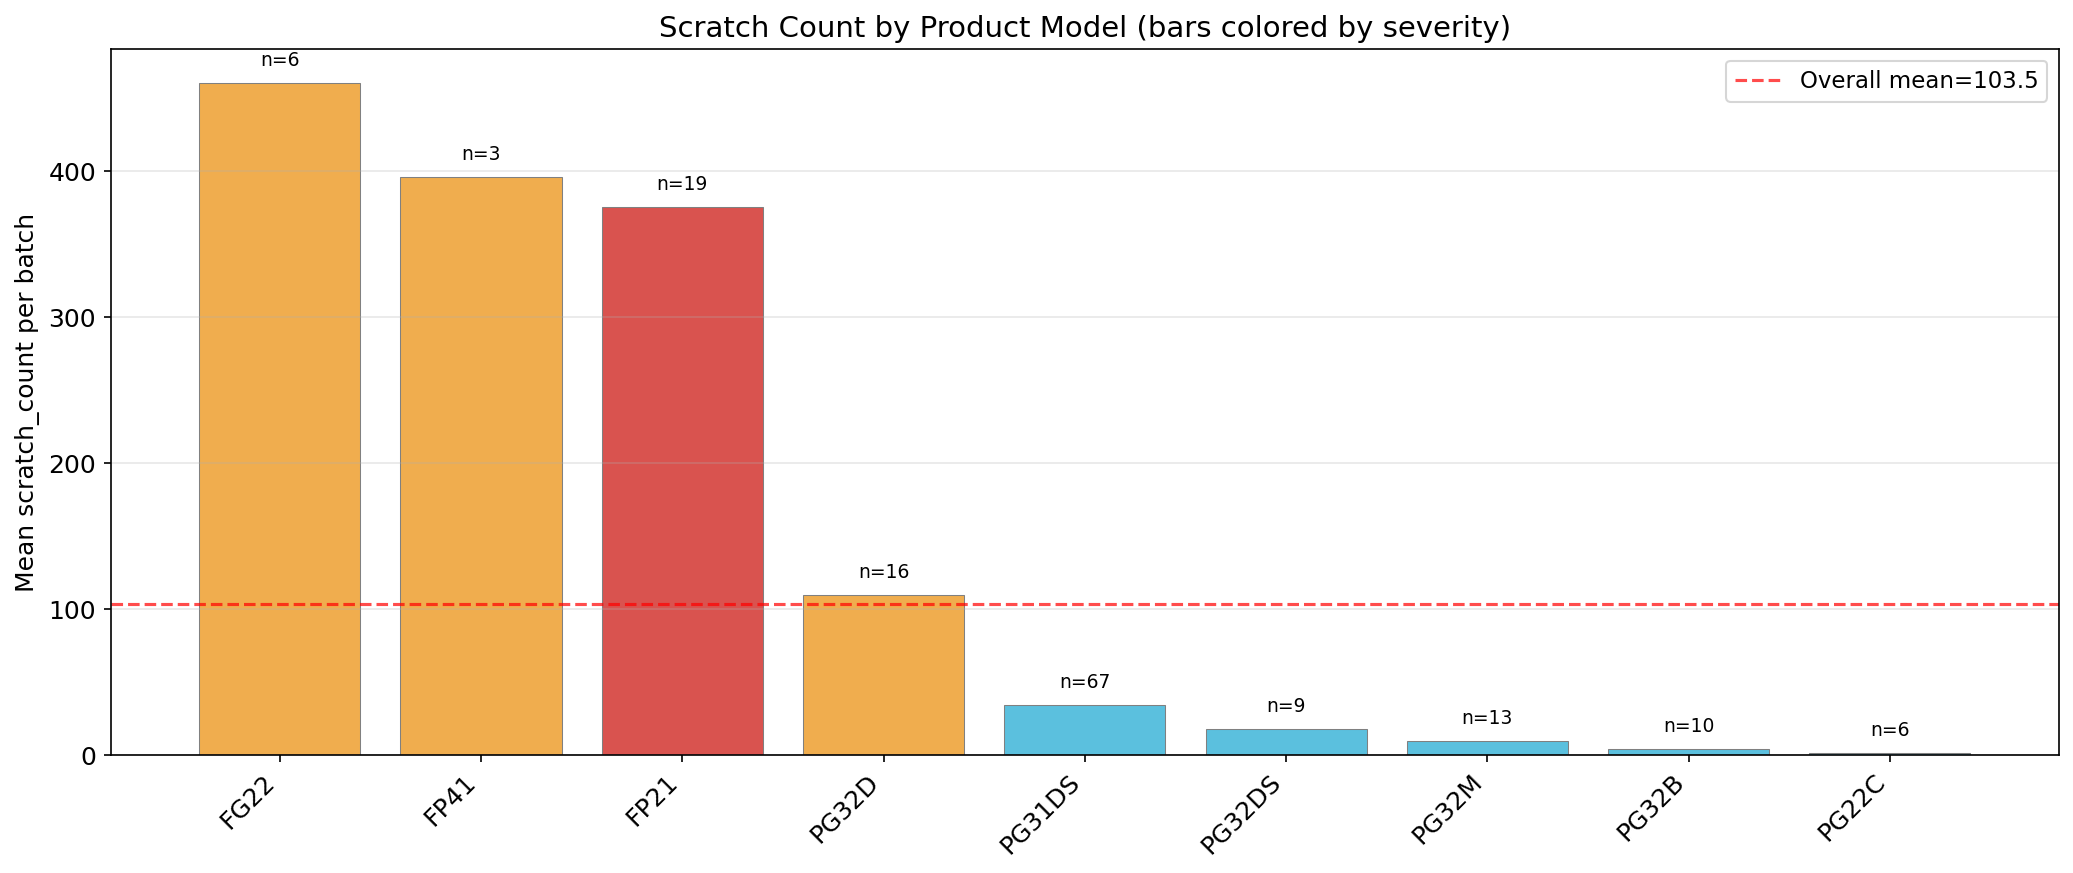 Scratch Count by Product Model (bars colored by severity)
Overall mean=103.5
Mean scratch_count per batch
400
300
200
100
0
n=6
n=3
n=19
n=16
n=67
n=9
n=13
n=10
n=6
FG22
FP41
FP21
PG32D
PG31DS
PG32DS
PG32M
PG32B
PG22C